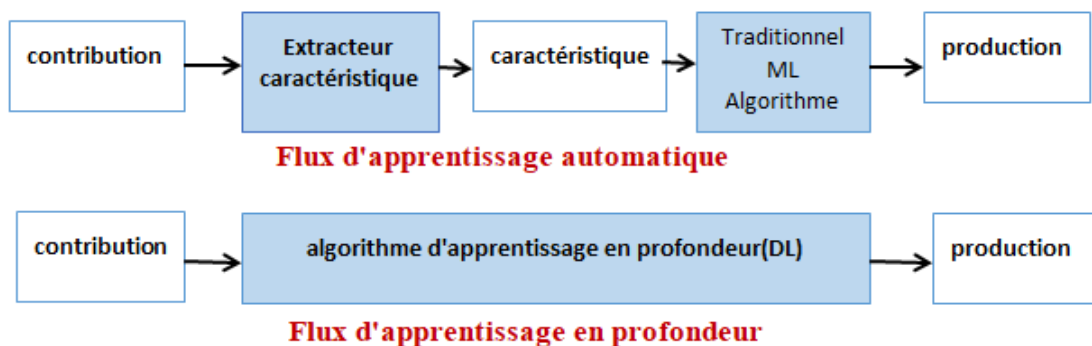 contribution
Extracteur
caractéristique
caractéristique
Traditionnel
ML
Algorithme
production
Flux d'apprentissage automatique
contribution
algorithme d'apprentissage en profondeur(DL)
production
Flux d'apprentissage en profondeur